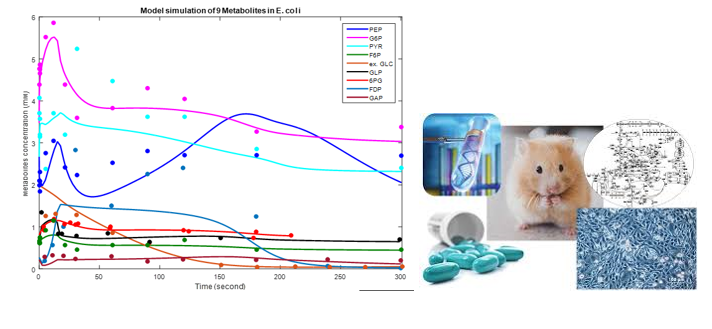 Model simulation of 9 Metabolites in E. coli
6
5
4
3
2
1
0
Metabolites concentration (mM)
PEP
G6P
PYR
F6P
ex. GLC
GLP
6PG
FDP
GAP
0
50
100
150
200
250
300
Time (second)